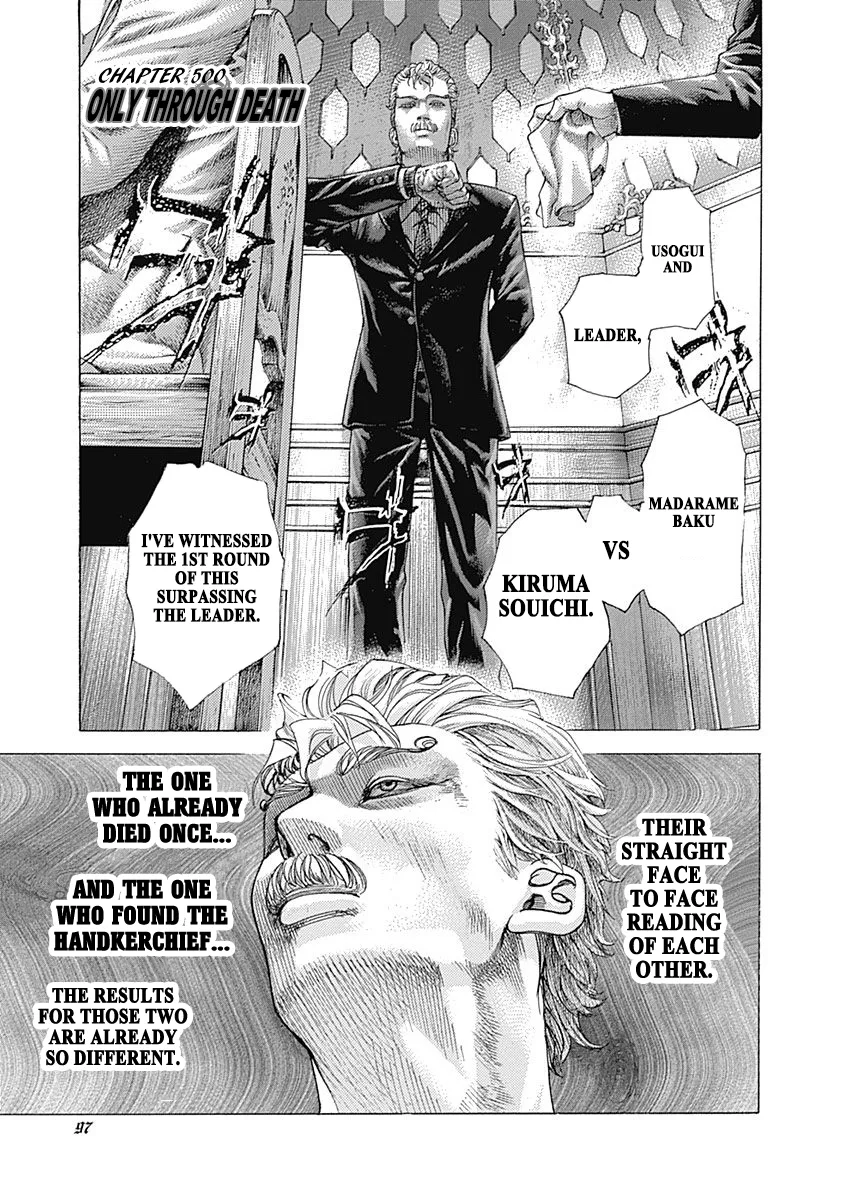 CHAPTER 500
ONLY THROUGH DEATH
USOGUI
AND
LEADER,
MADARAME
BAKU
VS
KIRUMA
SOUICHI.
I'VE WITNESSED
THE 1ST ROUND
OF THIS
SURPASSING
THE LEADER.
THEIR
STRAIGHT
FACE
TO FACE
READING
OF EACH
OTHER.
THE ONE
WHO ALREADY
DIED ONCE...
AND THE ONE
WHO FOUND THE
HANDKERCHIEF...
THE RESULTS
FOR THOSE TWO
ARE ALREADY
SO DIFFERENT.
97